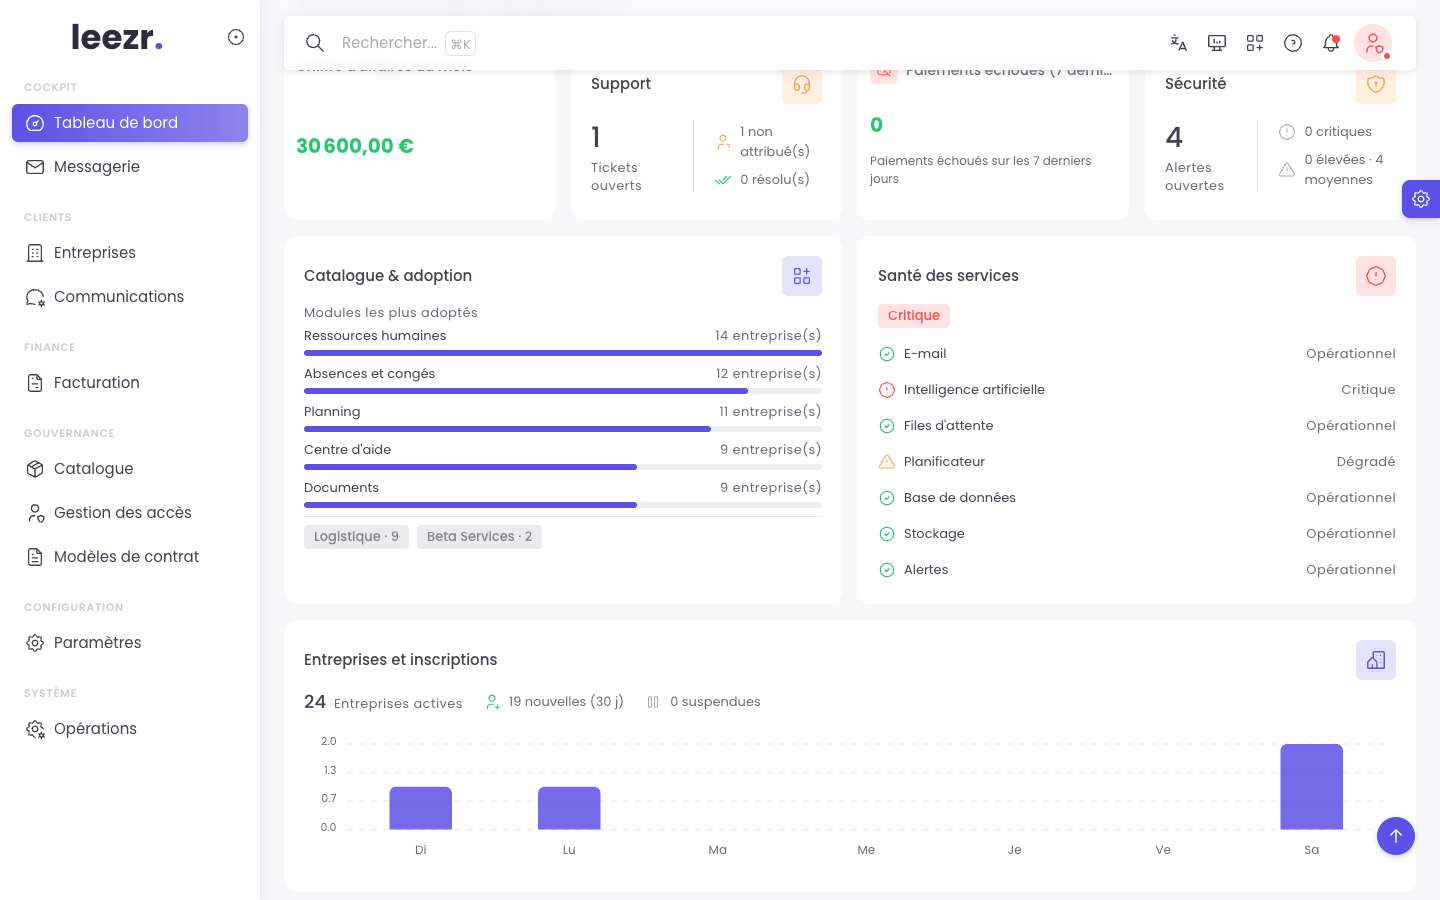 leezr.
Rechercher... ⌘K
COCKPIT
Tableau de bord
Messagerie
CLIENTS
Entreprises
Communications
FINANCE
Facturation
GOUVERNANCE
Catalogue
Gestion des accès
Modèles de contrat
CONFIGURATION
Paramètres
SYSTÈME
Opérations
30 600,00 €
Support
1
Tickets
ouverts
1 non
attribué(s)
0 résolu(s)
Paiements échoués (7 derni...
0
Paiements échoués sur les 7 derniers
jours
Sécurité
4
Alertes
ouvertes
0 critiques
0 élevées · 4
moyennes
Catalogue & adoption
Modules les plus adoptés
Ressources humaines 14 entreprise(s)
Absences et congés 12 entreprise(s)
Planning 11 entreprise(s)
Centre d'aide 9 entreprise(s)
Documents 9 entreprise(s)
Logistique · 9 Beta Services · 2
Santé des services
Critique
E-mail Opérationnel
Intelligence artificielle Critique
Files d'attente Opérationnel
Planificateur Dégradé
Base de données Opérationnel
Stockage Opérationnel
Alertes Opérationnel
Entreprises et inscriptions
24 Entreprises actives 19 nouvelles (30 j) 0 suspendues
2.0
1.3
0.7
0.0
Di Lu Ma Me Je Ve Sa